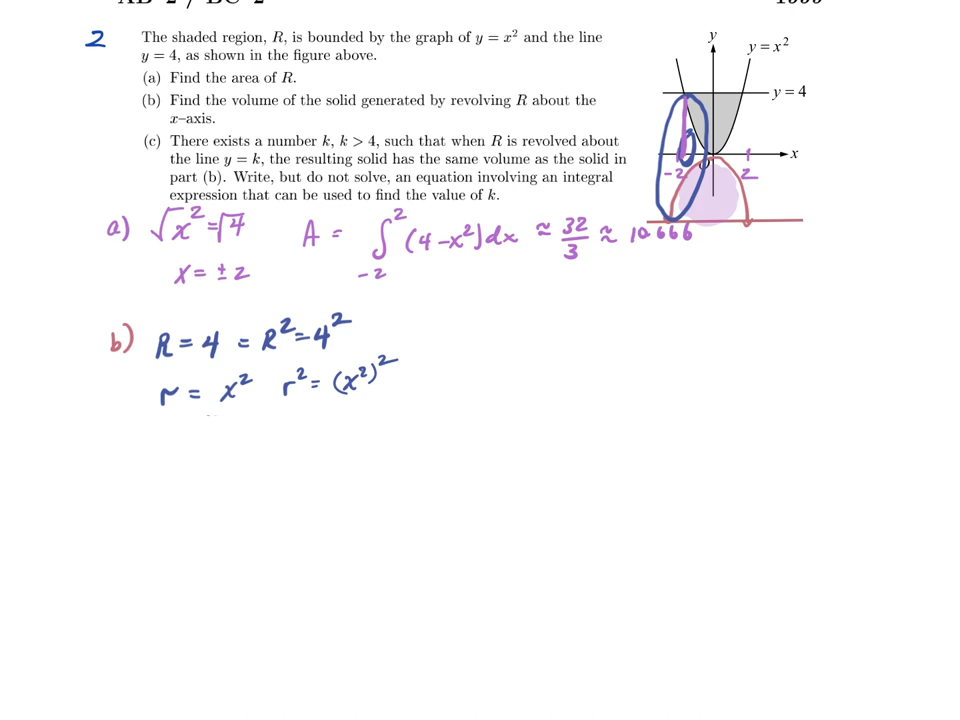 2 The shaded region, R, is bounded by the graph of y = x² and the line
y = 4, as shown in the figure above.
(a) Find the area of R.
(b) Find the volume of the solid generated by revolving R about the
x–axis.
(c) There exists a number k, k > 4, such that when R is revolved about
the line y = k, the resulting solid has the same volume as the solid in
part (b). Write, but do not solve, an equation involving an integral
expression that can be used to find the value of k.
y
y = x²
y = 4
x
O
-2
2
a) √x² = √4 A = ∫₋₂² (4 - x²) dx ≈ 32/3 ≈ 10.666
x = ± 2
b) R = 4 = R² = 4²
r = x² r² = (x²)²